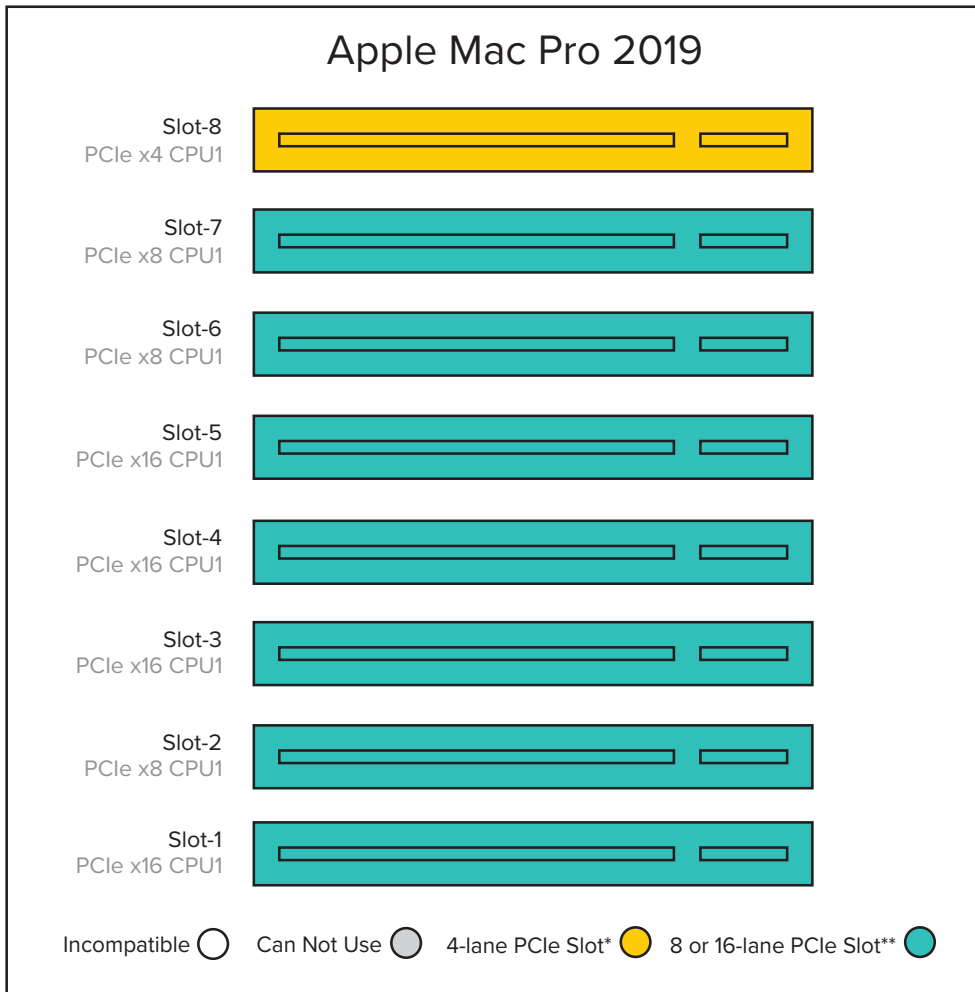 Apple Mac Pro 2019
Slot-8
PCIe x4 CPU1
Slot-7
PCIe x8 CPU1
Slot-6
PCIe x8 CPU1
Slot-5
PCIe x16 CPU1
Slot-4
PCIe x16 CPU1
Slot-3
PCIe x16 CPU1
Slot-2
PCIe x8 CPU1
Slot-1
PCIe x16 CPU1
Incompatible Can Not Use 4-lane PCIe Slot* 8 or 16-lane PCIe Slot**